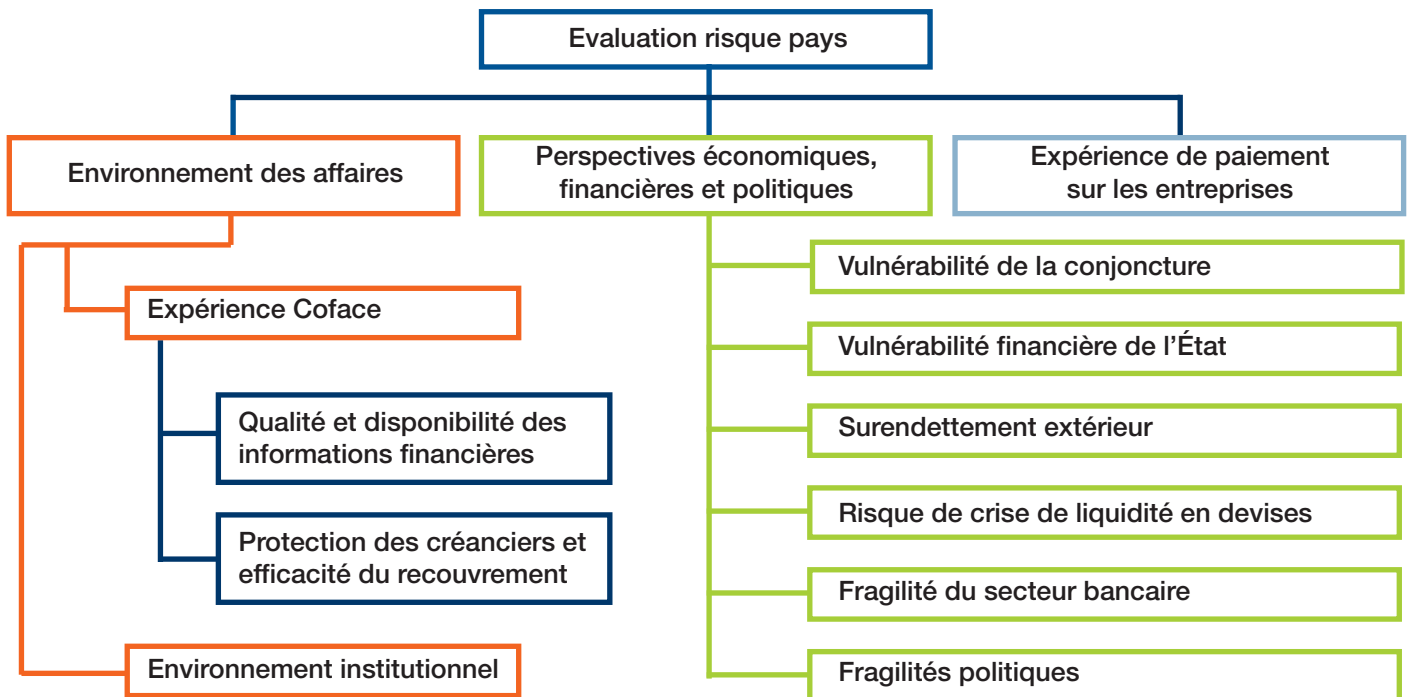 Evaluation risque pays
Environnement des affaires
Perspectives économiques,
financières et politiques
Expérience de paiement
sur les entreprises
Expérience Coface
Qualité et disponibilité des
informations financières
Protection des créanciers et
efficacité du recouvrement
Environnement institutionnel
Vulnérabilité de la conjoncture
Vulnérabilité financière de l’État
Surendettement extérieur
Risque de crise de liquidité en devises
Fragilité du secteur bancaire
Fragilités politiques